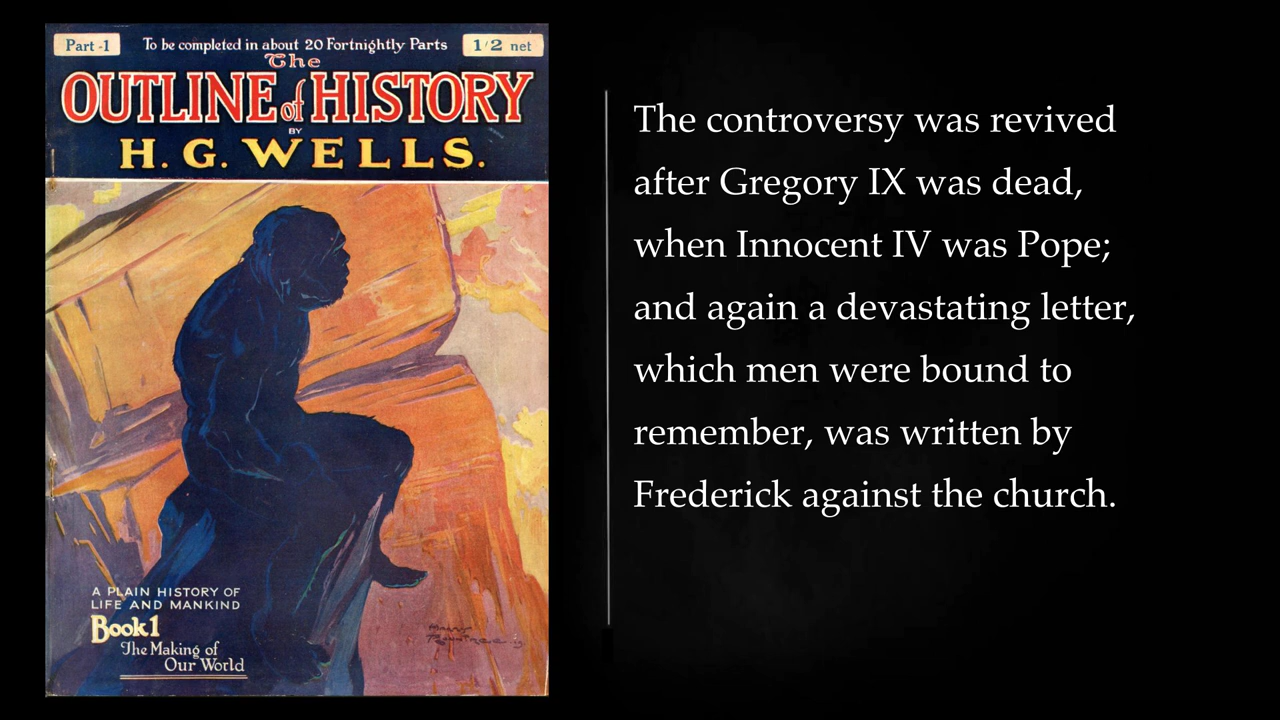 Part -1
To be completed in about 20 Fortnightly Parts
1/2 net
The
OUTLINE of HISTORY
BY
H. G. WELLS.
A PLAIN HISTORY OF
LIFE AND MANKIND
Book 1
The Making of
Our World
The controversy was revived
after Gregory IX was dead,
when Innocent IV was Pope;
and again a devastating letter,
which men were bound to
remember, was written by
Frederick against the church.